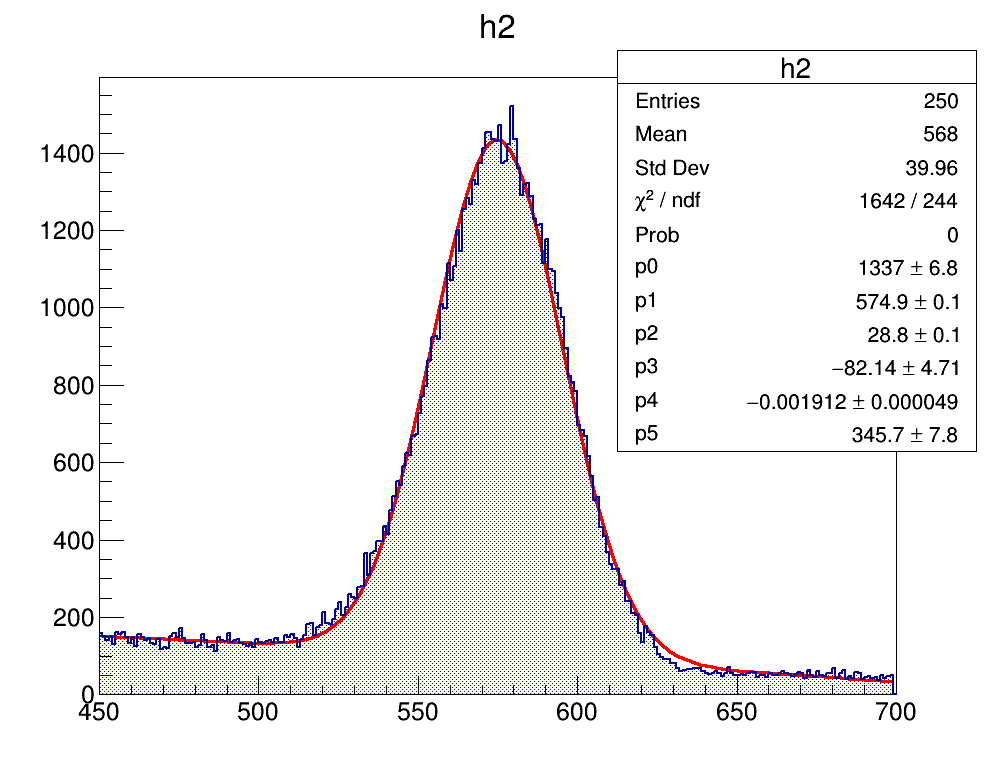 h2
h2
Entries 250
Mean 568
Std Dev 39.96
χ² / ndf 1642 / 244
Prob 0
p0 1337 ± 6.8
p1 574.9 ± 0.1
p2 28.8 ± 0.1
p3 −82.14 ± 4.71
p4 −0.001912 ± 0.000049
p5 345.7 ± 7.8
1400
1200
1000
800
600
400
200
0
450 500 550 600 650 700